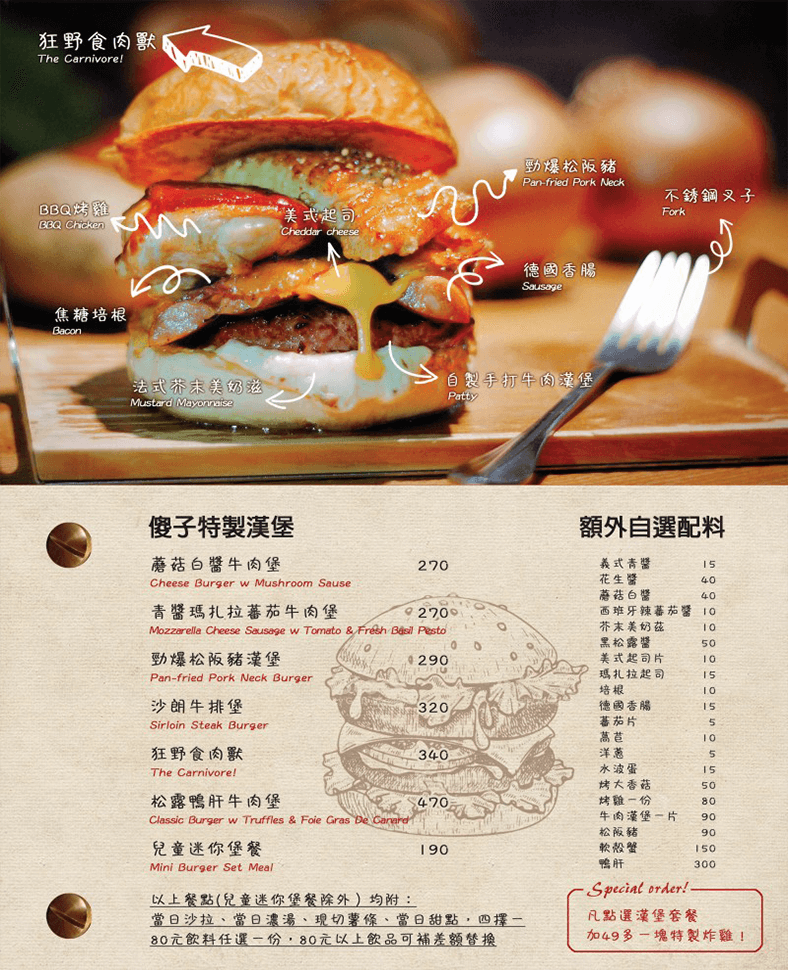 狂野食肉獸
The Carnivore!
勁爆松阪豬
Pan-fried Pork Neck
不銹鋼叉子
Fork
BBQ烤雞
BBQ Chicken
美式起司
Cheddar cheese
德國香腸
Sausage
焦糖培根
Bacon
法式芥末美奶滋
Mustard Mayonnaise
自製手打牛肉漢堡
Patty
傻子特製漢堡
蘑菇白醬牛肉堡 270
Cheese Burger w Mushroom Sause
青醬瑪扎拉蕃茄牛肉堡 270
Mozzarella Cheese Sausage w Tomato & Fresh Basil Pesto
勁爆松阪豬漢堡 290
Pan-fried Pork Neck Burger
沙朗牛排堡 320
Sirloin Steak Burger
狂野食肉獸 340
The Carnivore!
松露鴨肝牛肉堡 470
Classic Burger w Truffles & Foie Gras De Canard
兒童迷你堡餐 190
Mini Burger Set Meal
以上餐點(兒童迷你堡餐除外）均附：
當日沙拉、當日濃湯、現切薯條、當日甜點，四擇一
80元飲料任選一份，80元以上飲品可補差額替換
額外自選配料
義式青醬 15
花生醬 40
蘑菇白醬 40
西班牙辣蕃茄醬 10
芥末美奶茲 10
黑松露醬 50
美式起司片 10
瑪扎拉起司 15
培根 10
德國香腸 15
蕃茄片 5
萵苣 10
洋蔥 5
水波蛋 15
烤大香菇 50
烤雞一份 80
牛肉漢堡一片 90
松阪豬 90
軟殼蟹 150
鴨肝 300
Special order!
凡點選漢堡套餐
加49多一塊特製炸雞！